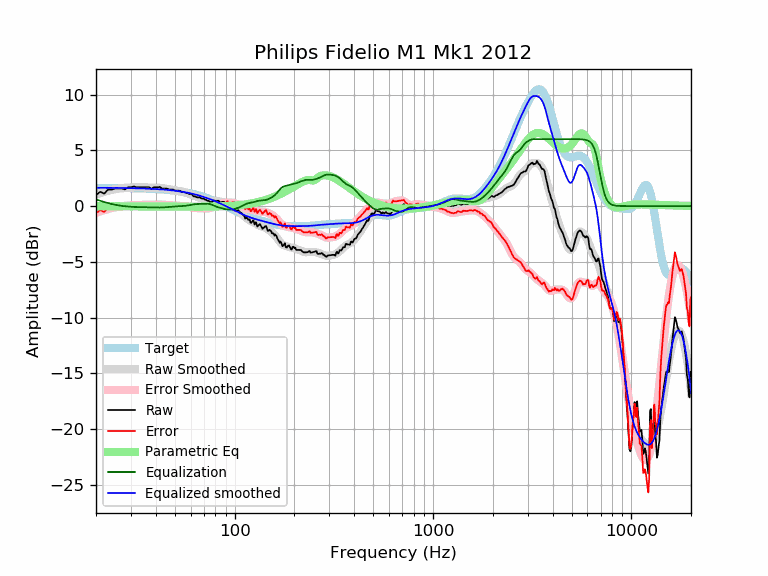 Philips Fidelio M1 Mk1 2012
Amplitude (dBr)
10
5
0
−5
−10
−15
−20
−25
Target
Raw Smoothed
Error Smoothed
Raw
Error
Parametric Eq
Equalization
Equalized smoothed
100
1000
10000
Frequency (Hz)